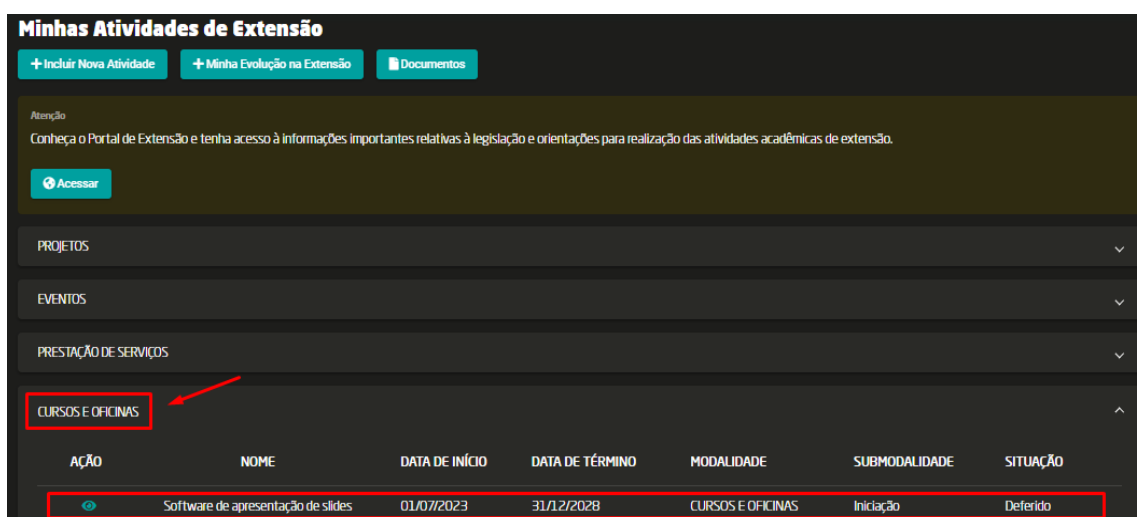 Minhas Atividades de Extensão
+ Incluir Nova Atividade + Minha Evolução na Extensão Documentos
Atenção
Conheça o Portal de Extensão e tenha acesso à informações importantes relativas à legislação e orientações para realização das atividades acadêmicas de extensão.
Acessar
PROJETOS
EVENTOS
PRESTAÇÃO DE SERVIÇOS
CURSOS E OFICINAS
AÇÃO NOME DATA DE INÍCIO DATA DE TÉRMINO MODALIDADE SUBMODALIDADE SITUAÇÃO
Software de apresentação de slides 01/07/2023 31/12/2028 CURSOS E OFICINAS Iniciação Deferido